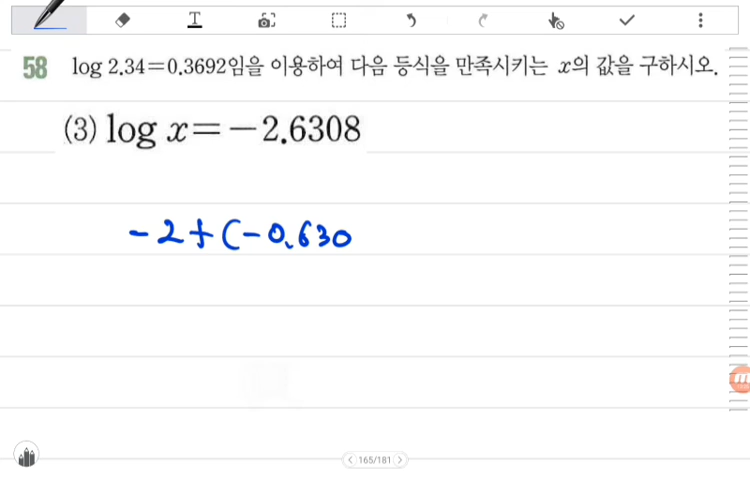 T
58 log 2.34=0.3692임을 이용하여 다음 등식을 만족시키는 x의 값을 구하시오.
(3) log x=-2.6308
-2+(-0.630
165/181